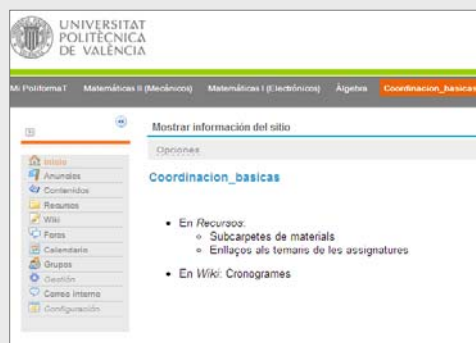 UNIVERSITAT
POLITÈCNICA
DE VALÈNCIA
Mi PoliformaT Matemáticas II (Mecánicos) Matemáticas I (Electrónicos) Álgebra Coordinacion_basicas
Mostrar información del sitio
Opciones
Inicio
Anuncios
Contenidos
Recursos
Wiki
Foros
Calendario
Grupos
Gestión
Correo interno
Configuración
Coordinacion_basicas
En Recursos:
Subcarpetes de materials
Enllaços als temaris de les assignatures
En Wiki: Cronogrames